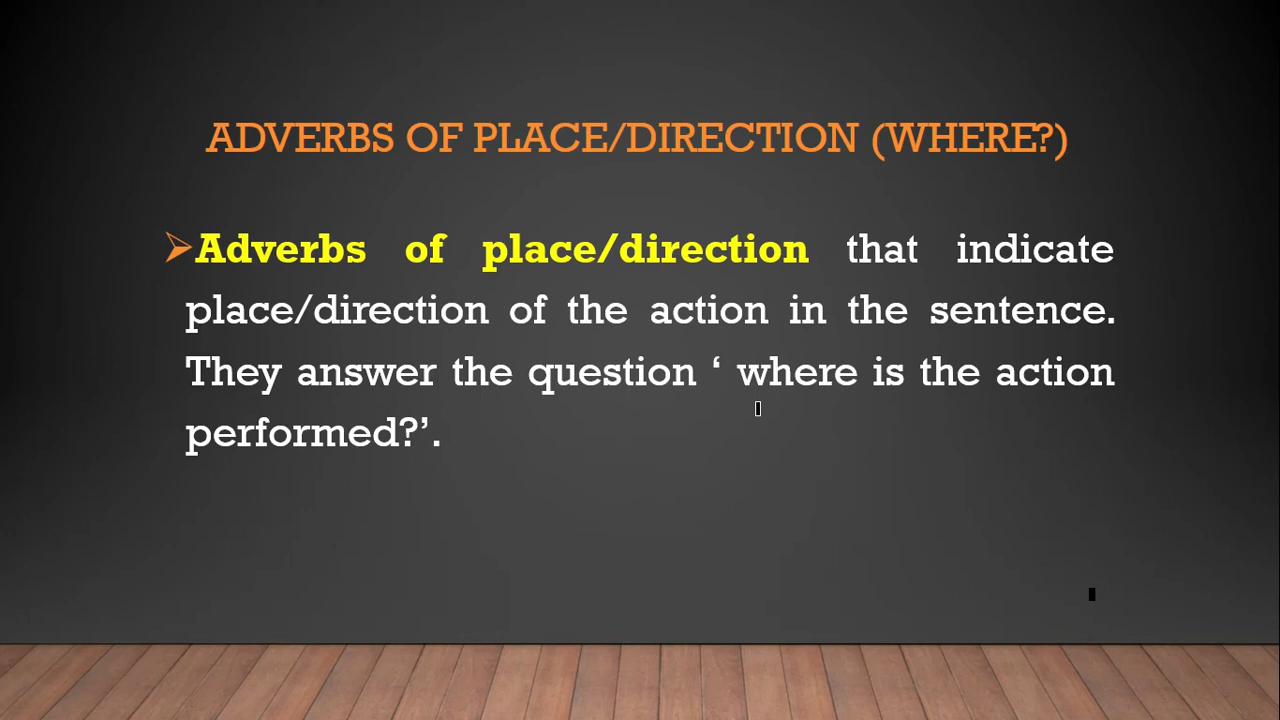 ADVERBS OF PLACE/DIRECTION (WHERE?)
Adverbs of place/direction that indicate
place/direction of the action in the sentence.
They answer the question ‘ where is the action
performed?’.